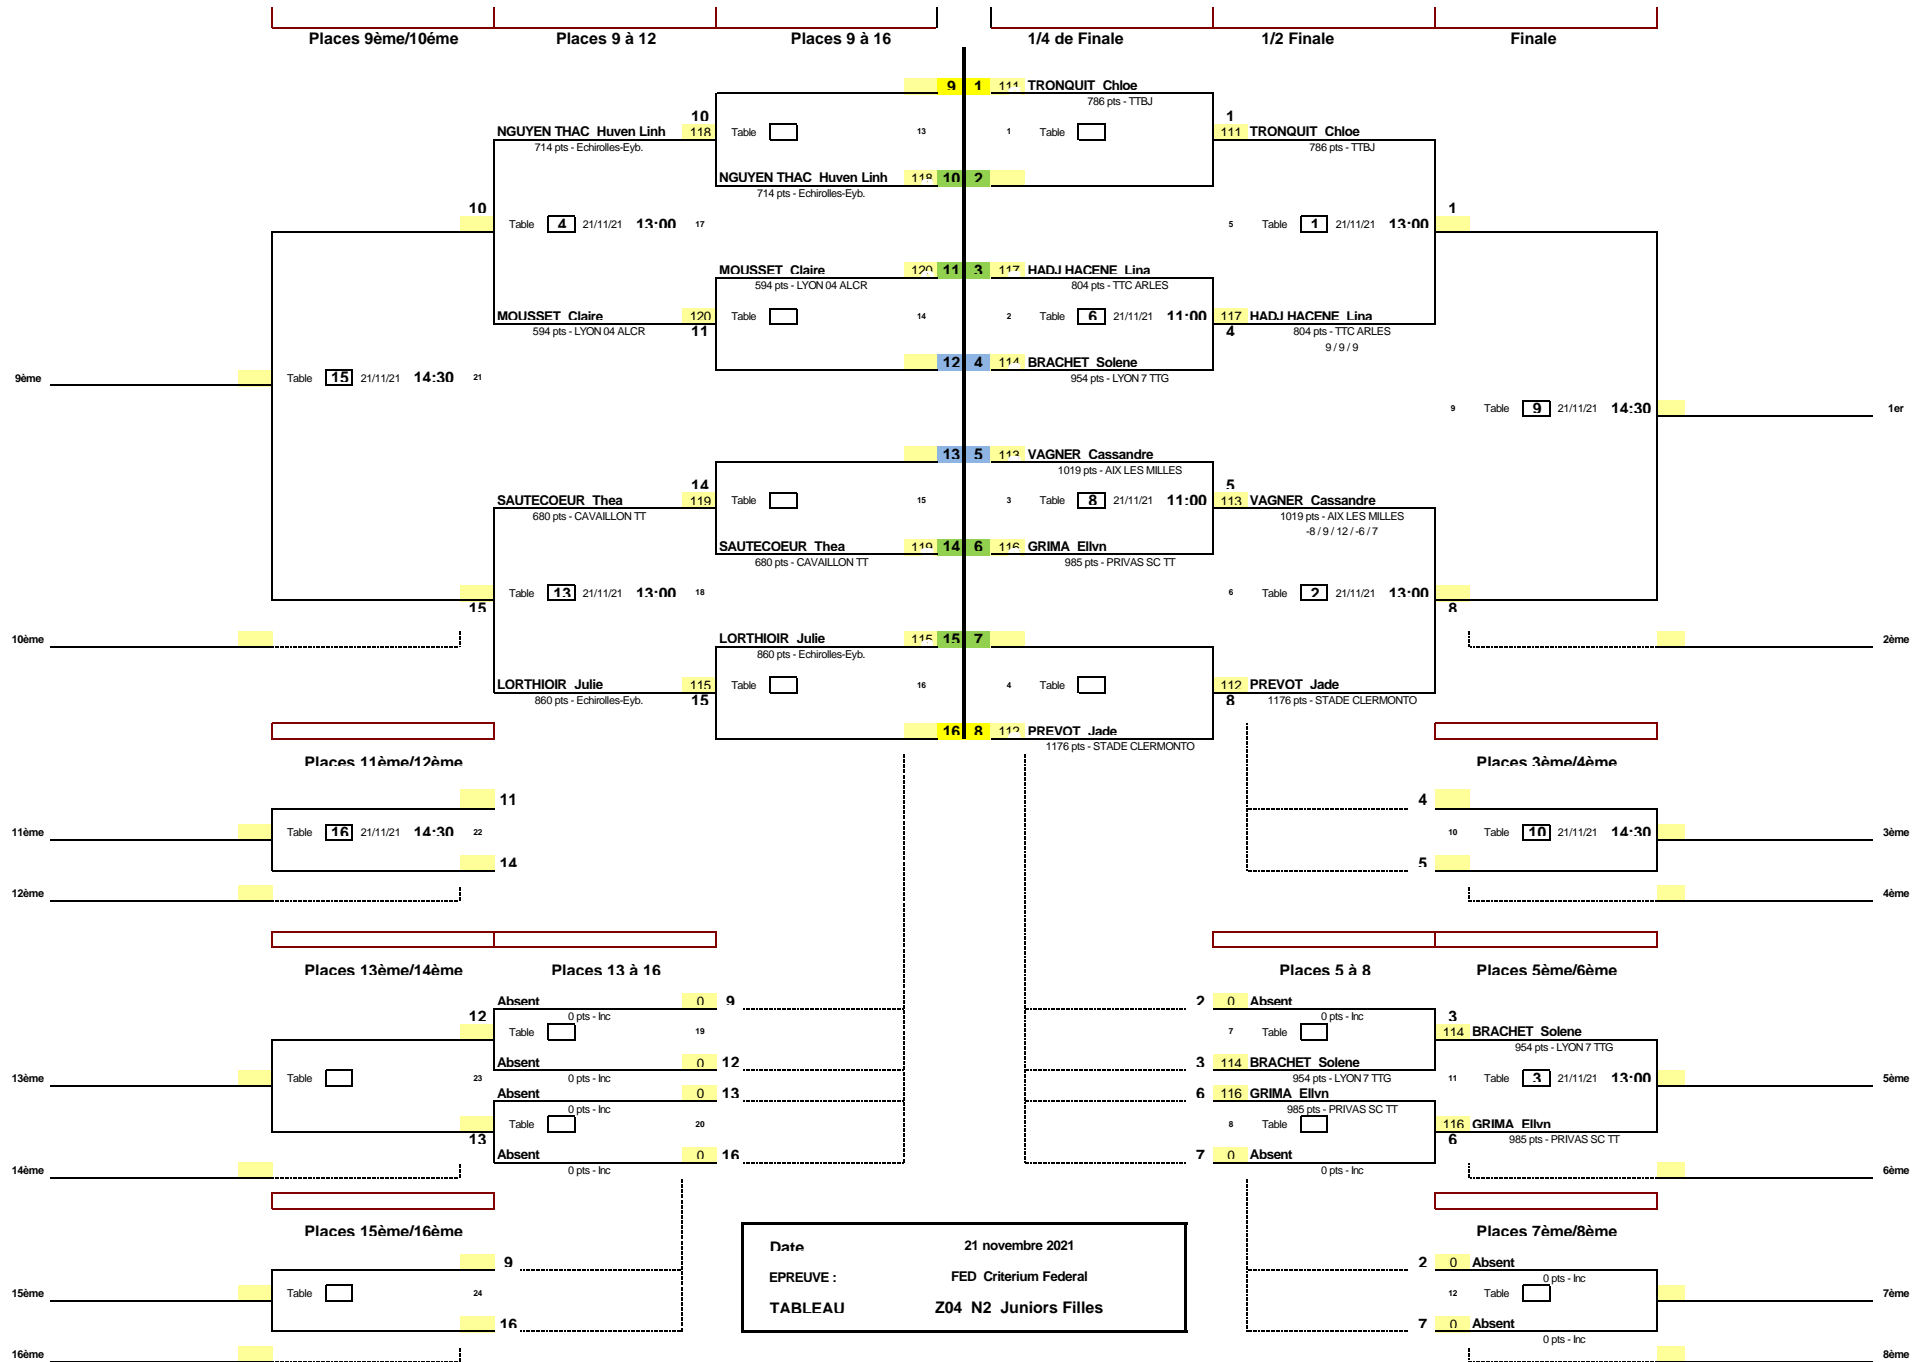 Places 9ème/10éme Places 9 à 12 Places 9 à 16 1/4 de Finale 1/2 Finale Finale
9 1 111 TRONQUIT Chloe
786 pts - TTBJ
10 1
NGUYEN THAC Huyen Linh 118 Table 13 1 Table 111 TRONQUIT Chloe
714 pts - Echirolles-Eyb. 786 pts - TTBJ
NGUYEN THAC Huyen Linh 118 10 2
714 pts - Echirolles-Eyb.
10 1
Table 4 21/11/21 13:00 17 5 Table 1 21/11/21 13:00
MOUSSET Claire 120 11 3 117 HADJ HACENE Lina
594 pts - LYON 04 ALCR 804 pts - TTC ARLES
MOUSSET Claire 120 Table 14 2 Table 6 21/11/21 11:00 117 HADJ HACENE Lina
594 pts - LYON 04 ALCR 11 4 804 pts - TTC ARLES
9 / 9 / 9
12 4 114 BRACHET Solene
954 pts - LYON 7 TTG
9ème Table 15 21/11/21 14:30 21
9 Table 9 21/11/21 14:30 1er
13 5 113 VAGNER Cassandre
1019 pts - AIX LES MILLES
14 5
SAUTECOEUR Thea 119 Table 15 3 Table 8 21/11/21 11:00 113 VAGNER Cassandre
680 pts - CAVAILLON TT 1019 pts - AIX LES MILLES
-8 / 9 / 12 / -6 / 7
SAUTECOEUR Thea 119 14 6 116 GRIMA Ellyn
680 pts - CAVAILLON TT 985 pts - PRIVAS SC TT
Table 13 21/11/21 13:00 18 6 Table 2 21/11/21 13:00
15 8
10ème LORTHIOIR Julie 115 15 7 2ème
860 pts - Echirolles-Eyb.
LORTHIOIR Julie 115 Table 16 4 Table 112 PREVOT Jade
860 pts - Echirolles-Eyb. 15 8 1176 pts - STADE CLERMONTO
16 8 112 PREVOT Jade
1176 pts - STADE CLERMONTO
Places 11ème/12ème Places 3ème/4ème
11 4
11ème Table 16 21/11/21 14:30 22 10 Table 10 21/11/21 14:30 3ème
14 5
12ème 4ème
Places 13ème/14ème Places 13 à 16 Places 5 à 8 Places 5ème/6ème
Absent 0 9 2 0 Absent
0 pts - Inc 0 pts - Inc
12 3
Table 19 7 Table 114 BRACHET Solene
954 pts - LYON 7 TTG
Absent 0 12 3 114 BRACHET Solene
0 pts - Inc 954 pts - LYON 7 TTG
13ème Table 23 11 Table 3 21/11/21 13:00 5ème
Absent 0 13 6 116 GRIMA Ellyn
0 pts - Inc 985 pts - PRIVAS SC TT
Table 20 8 Table 116 GRIMA Ellyn
13 6 985 pts - PRIVAS SC TT
Absent 0 16 7 0 Absent
0 pts - Inc 0 pts - Inc
14ème 6ème
Places 15ème/16ème Places 7ème/8ème
Date 21 novembre 2021
9 2 0 Absent
0 pts - Inc
EPREUVE : FED Criterium Federal
15ème Table 24 12 Table 7ème
TABLEAU Z04 N2 Juniors Filles
16 7 0 Absent
0 pts - Inc
16ème 8ème